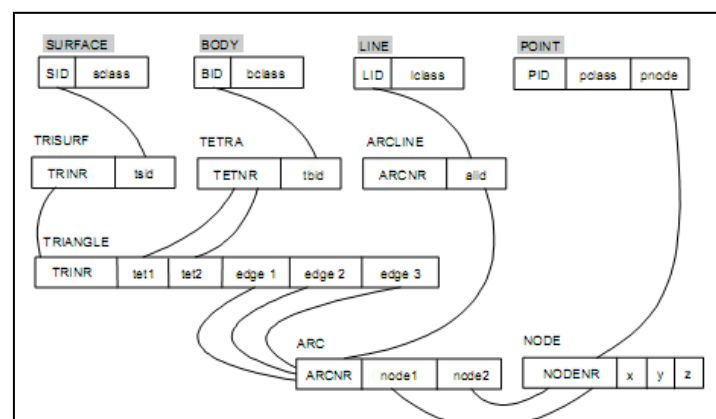 SURFACE BODY LINE POINT
SID sclass BID bclass LID lclass PID pclass pnode
TRISURF TETRA ARCLINE
TRINR tsid TETNR tbid ARCNR alid
TRIANGLE
TRINR tet1 tet2 edge 1 edge 2 edge 3
ARC NODE
ARCNR node1 node2 NODENR x y z